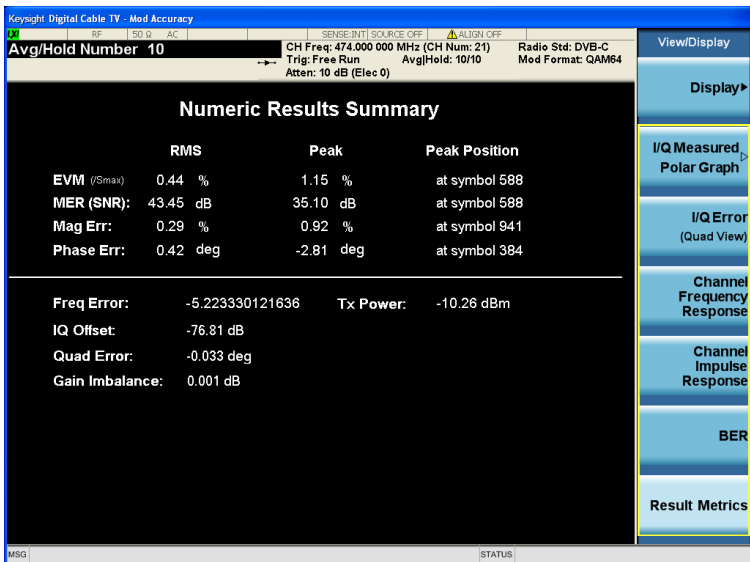 Keysight Digital Cable TV - Mod Accuracy
LXI RF 50 Ω AC SENSE:INT SOURCE OFF ALIGN OFF
Avg/Hold Number 10
CH Freq: 474.000 000 MHz (CH Num: 21) Radio Std: DVB-C
Trig: Free Run Avg|Hold: 10/10 Mod Format: QAM64
Atten: 10 dB (Elec 0)
Numeric Results Summary
RMS Peak Peak Position
EVM (/Smax) 0.44 % 1.15 % at symbol 588
MER (SNR): 43.45 dB 35.10 dB at symbol 588
Mag Err: 0.29 % 0.92 % at symbol 941
Phase Err: 0.42 deg -2.81 deg at symbol 384
Freq Error: -5.223330121636 Tx Power: -10.26 dBm
IQ Offset: -76.81 dB
Quad Error: -0.033 deg
Gain Imbalance: 0.001 dB
View/Display
Display
I/Q Measured
Polar Graph
I/Q Error
(Quad View)
Channel
Frequency
Response
Channel
Impulse
Response
BER
Result Metrics
MSG STATUS